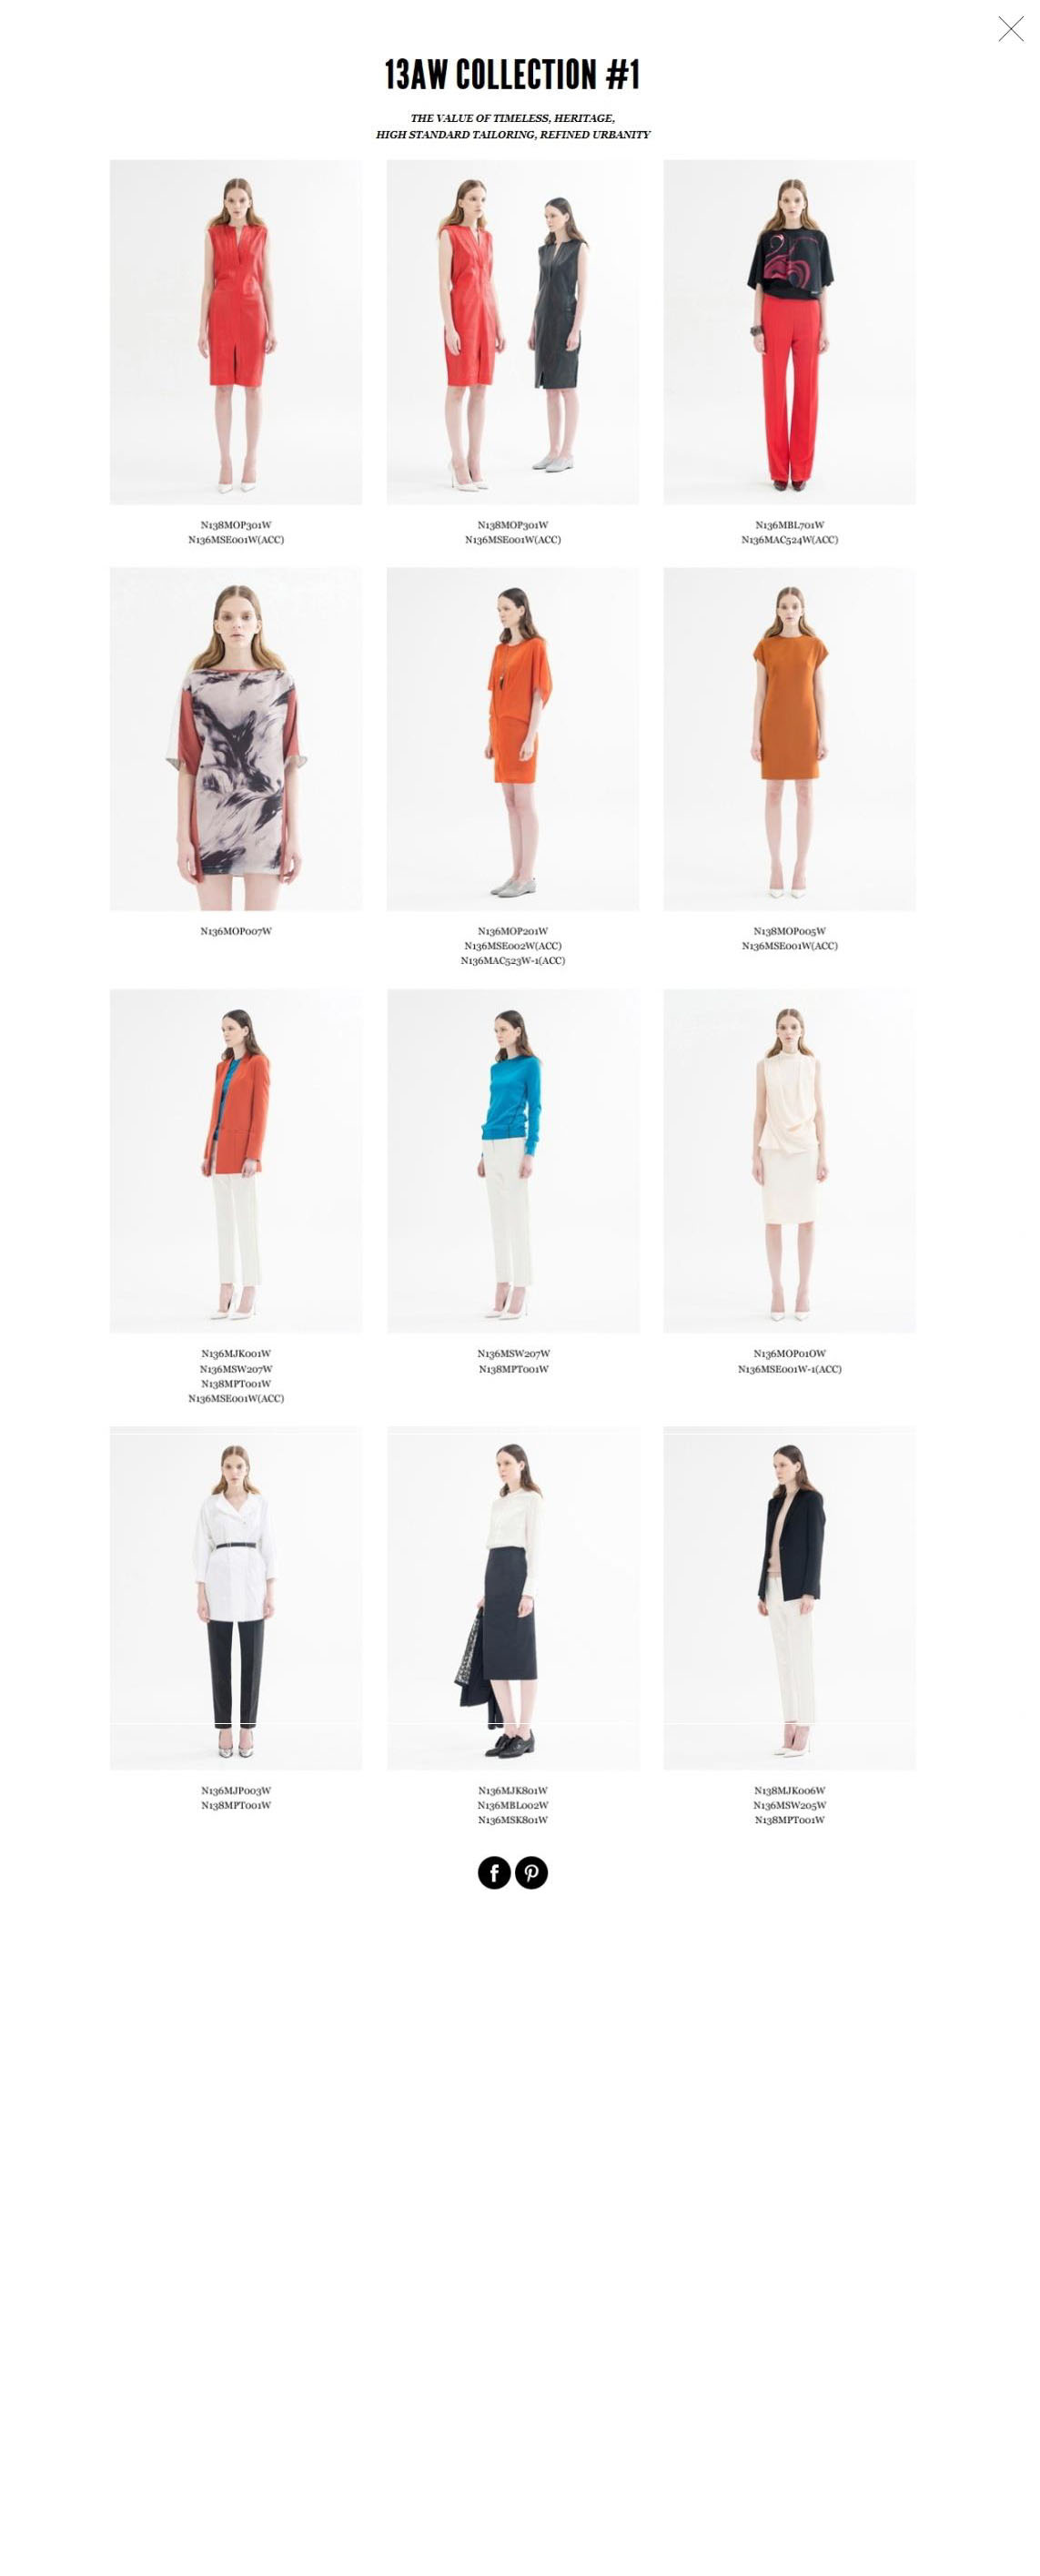 13AW COLLECTION #1
THE VALUE OF TIMELESS, HERITAGE,
HIGH STANDARD TAILORING, REFINED URBANITY
N138MOP301W
N136MSE001W(ACC)
N138MOP301W
N136MSE001W(ACC)
N136MBL701W
N136MAC524W(ACC)
N136MOP007W
N136MOP201W
N136MSE002W(ACC)
N136MAC523W-1(ACC)
N138MOP005W
N136MSE001W(ACC)
N136MJK001W
N136MSW207W
N138MPT001W
N136MSE001W(ACC)
N136MSW207W
N138MPT001W
N136MOP01OW
N136MSE001W-1(ACC)
N136MJP003W
N138MPT001W
N136MJK801W
N136MBL002W
N136MSK801W
N138MJK006W
N136MSW205W
N138MPT001W